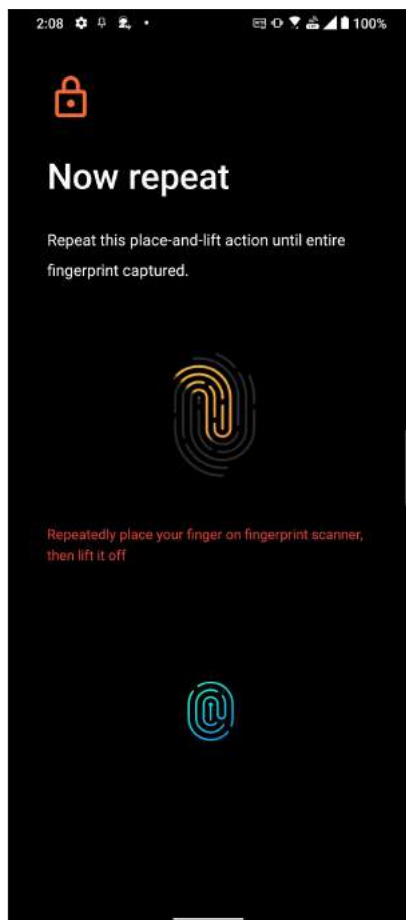 2:08
100%
Now repeat
Repeat this place-and-lift action until entire
fingerprint captured.
Repeatedly place your finger on fingerprint scanner,
then lift it off